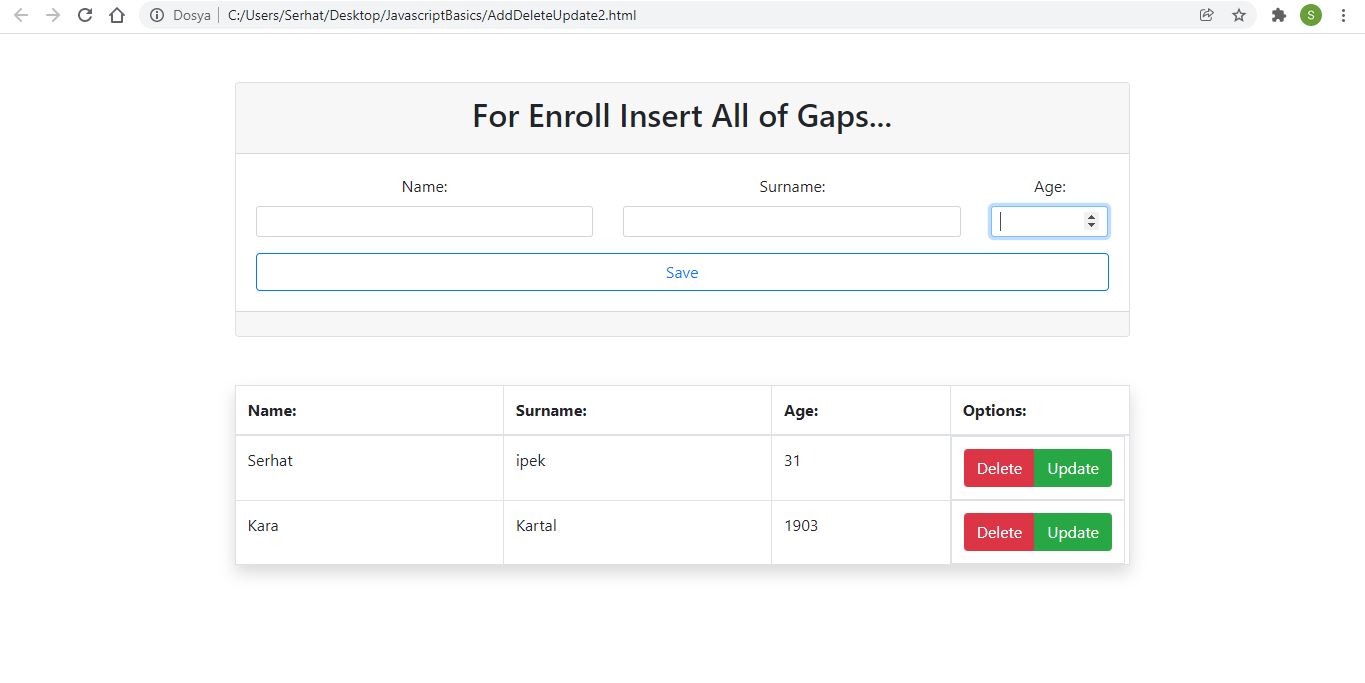 Dosya C:/Users/Serhat/Desktop/JavascriptBasics/AddDeleteUpdate2.html S
For Enroll Insert All of Gaps...
Name: Surname: Age:
Save
Name: Surname: Age: Options:
Serhat ipek 31 Delete Update
Kara Kartal 1903 Delete Update